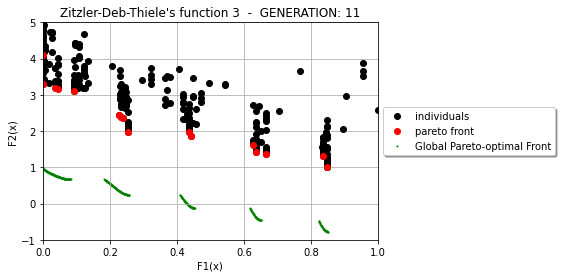 Zitzler-Deb-Thiele's function 3 - GENERATION: 11
5
4
3
2
1
0
−1
F2(x)
0.0 0.2 0.4 0.6 0.8 1.0
F1(x)
individuals
pareto front
Global Pareto-optimal Front